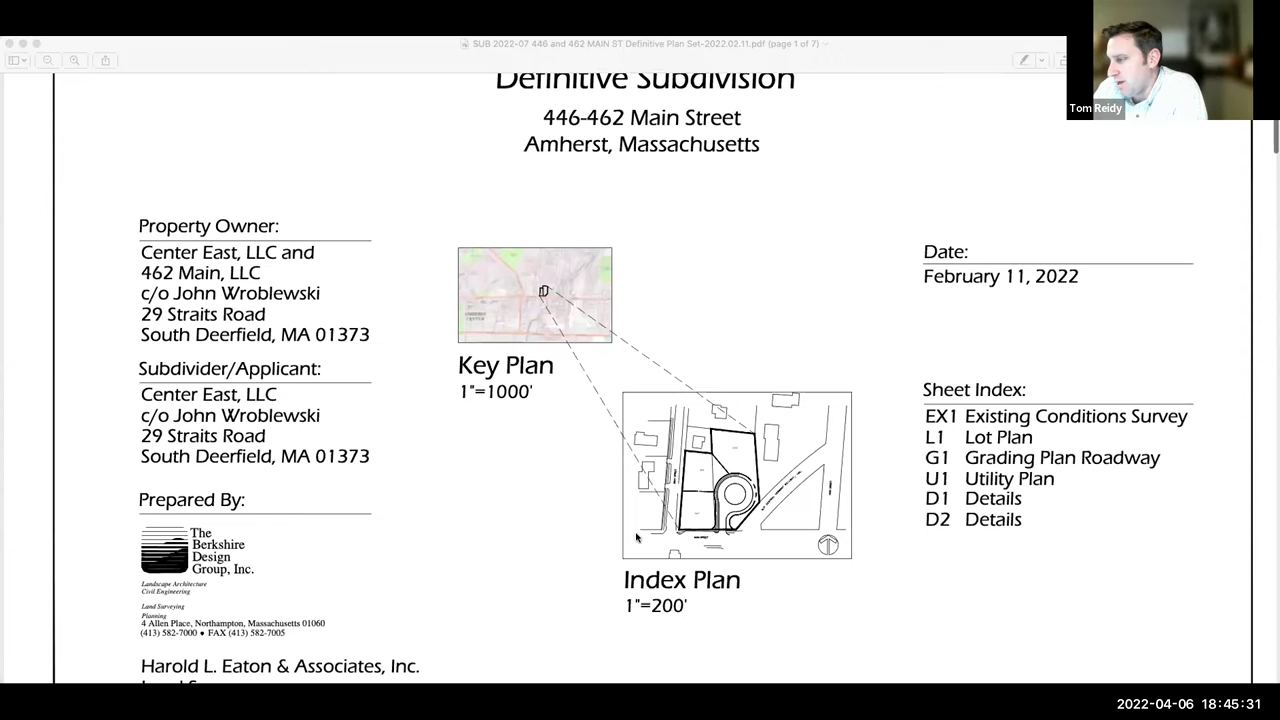 SUB 2022-07 446 and 462 MAIN ST Definitive Plan Set-2022.02.11.pdf (page 1 of 7)
Tom Reidy
Definitive Subdivision
446-462 Main Street
Amherst, Massachusetts
Property Owner:
Center East, LLC and
462 Main, LLC
c/o John Wroblewski
29 Straits Road
South Deerfield, MA 01373
Subdivider/Applicant:
Center East, LLC
c/o John Wroblewski
29 Straits Road
South Deerfield, MA 01373
Prepared By:
The
Berkshire
Design
Group, Inc.
Landscape Architecture
Civil Engineering
Land Surveying
Planning
4 Allen Place, Northampton, Massachusetts 01060
(413) 582-7000 • FAX (413) 582-7005
Harold L. Eaton & Associates, Inc.
Key Plan
1"=1000'
Index Plan
1"=200'
Date:
February 11, 2022
Sheet Index:
EX1 Existing Conditions Survey
L1 Lot Plan
G1 Grading Plan Roadway
U1 Utility Plan
D1 Details
D2 Details
2022-04-06 18:45:31